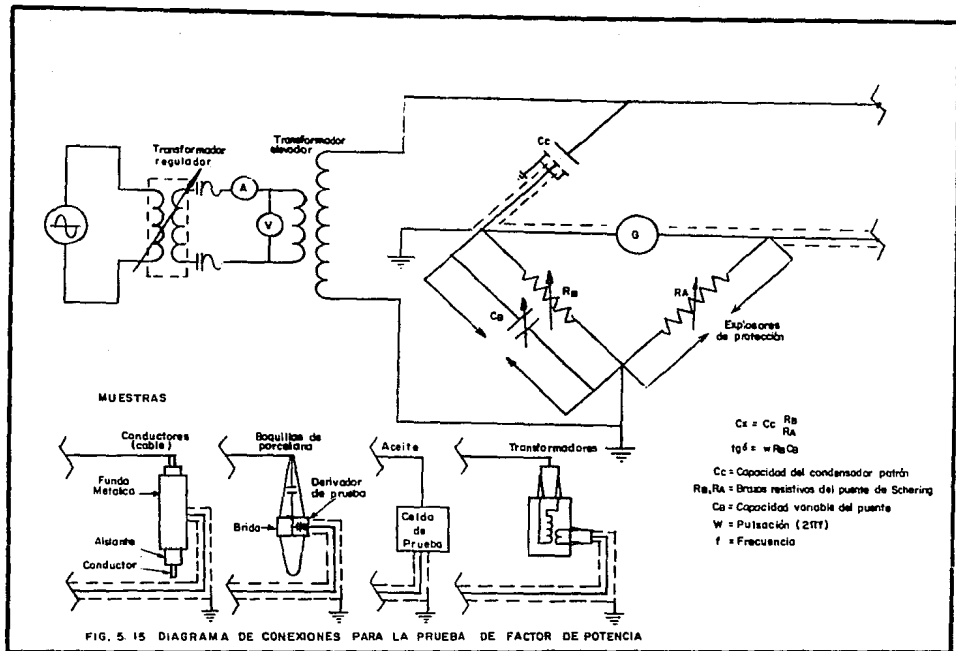 Transformador
regulador
Transformador
elevador
A
V
Cc
G
RB
CB
RA
Explosores
de protección
MUESTRAS
Conductores
(cable)
Funda
Metalica
Aislante
Conductor
Boquillas de
porcelana
Derivador
de prueba
Brida
Aceite
Celda
de
Prueba
Transformadores
Cx = Cc RB
RA
tgδ = wRBCB
Cc = Capacidad del condensador patrón
RB,RA = Brazos resistivos del puente de Schering
CB = Capacidad variable del puente
W = Pulsación (2πf)
f = Frecuencia
FIG. 5.15 DIAGRAMA DE CONEXIONES PARA LA PRUEBA DE FACTOR DE POTENCIA